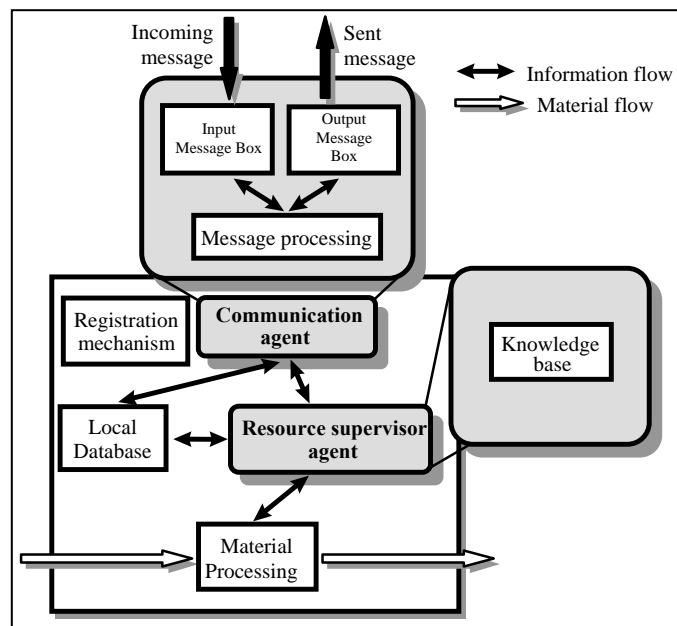 Incoming
message
Sent
message
Information flow
Material flow
Input
Message Box
Output
Message
Box
Message processing
Registration
mechanism
Communication
agent
Knowledge
base
Local
Database
Resource supervisor
agent
Material
Processing